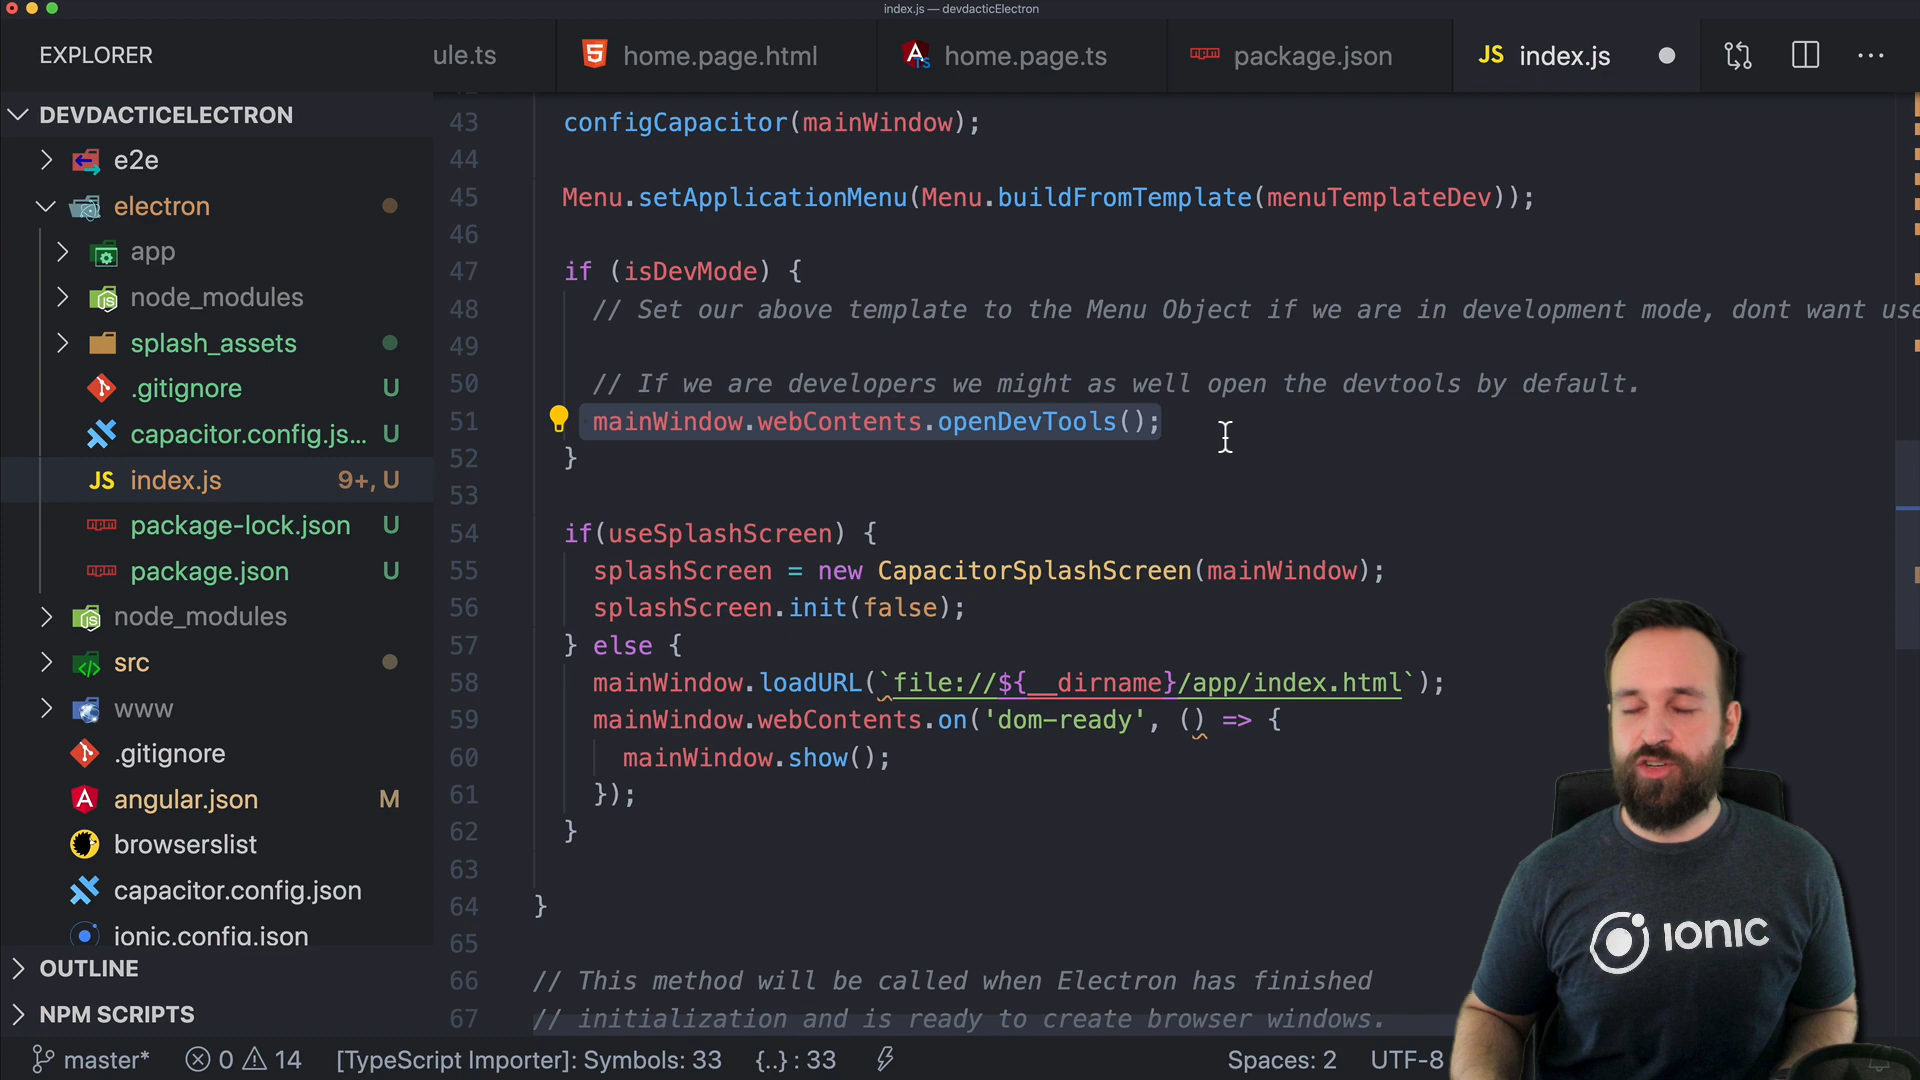 index.js — devdacticElectron
EXPLORER
ule.ts
home.page.html
home.page.ts
package.json
JS index.js
DEVDACTICELECTRON
e2e
electron
app
node_modules
splash_assets
.gitignore U
capacitor.config.js... U
JS index.js 9+, U
package-lock.json U
package.json U
node_modules
src
www
.gitignore
angular.json M
browserslist
capacitor.config.json
ionic.config.json
OUTLINE
NPM SCRIPTS
43 configCapacitor(mainWindow);
44
45 Menu.setApplicationMenu(Menu.buildFromTemplate(menuTemplateDev));
46
47 if (isDevMode) {
48 // Set our above template to the Menu Object if we are in development mode, dont want use
49
50 // If we are developers we might as well open the devtools by default.
51 mainWindow.webContents.openDevTools();
52 }
53
54 if(useSplashScreen) {
55 splashScreen = new CapacitorSplashScreen(mainWindow);
56 splashScreen.init(false);
57 } else {
58 mainWindow.loadURL(`file://${__dirname}/app/index.html`);
59 mainWindow.webContents.on('dom-ready', () => {
60 mainWindow.show();
61 });
62 }
63
64 }
65
66 // This method will be called when Electron has finished
67 // initialization and is ready to create browser windows.
IONIC
master* 0 14 [TypeScript Importer]: Symbols: 33 {..} : 33 Spaces: 2 UTF-8